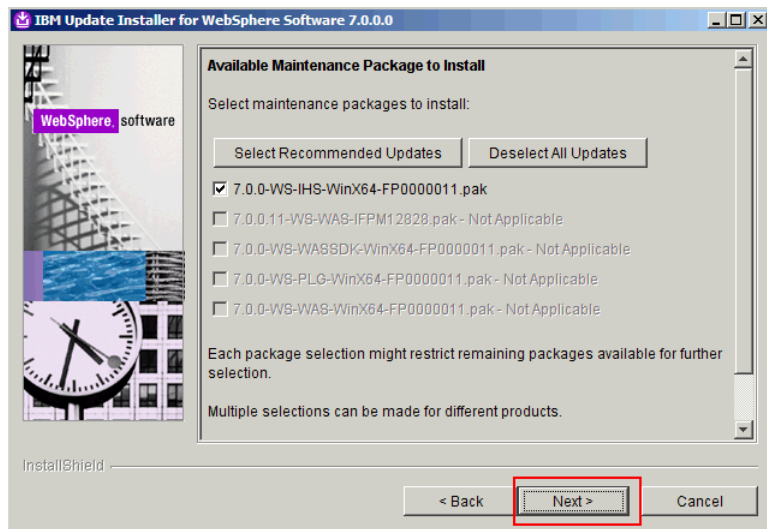 IBM Update Installer for WebSphere Software 7.0.0.0
WebSphere. software
Available Maintenance Package to Install
Select maintenance packages to install:
Select Recommended Updates
Deselect All Updates
7.0.0-WS-IHS-WinX64-FP0000011.pak
7.0.0.11-WS-WAS-IFPM12828.pak - Not Applicable
7.0.0-WS-WASSDK-WinX64-FP0000011.pak - Not Applicable
7.0.0-WS-PLG-WinX64-FP0000011.pak - Not Applicable
7.0.0-WS-WAS-WinX64-FP0000011.pak - Not Applicable
Each package selection might restrict remaining packages available for further
selection.
Multiple selections can be made for different products.
InstallShield
< Back
Next >
Cancel